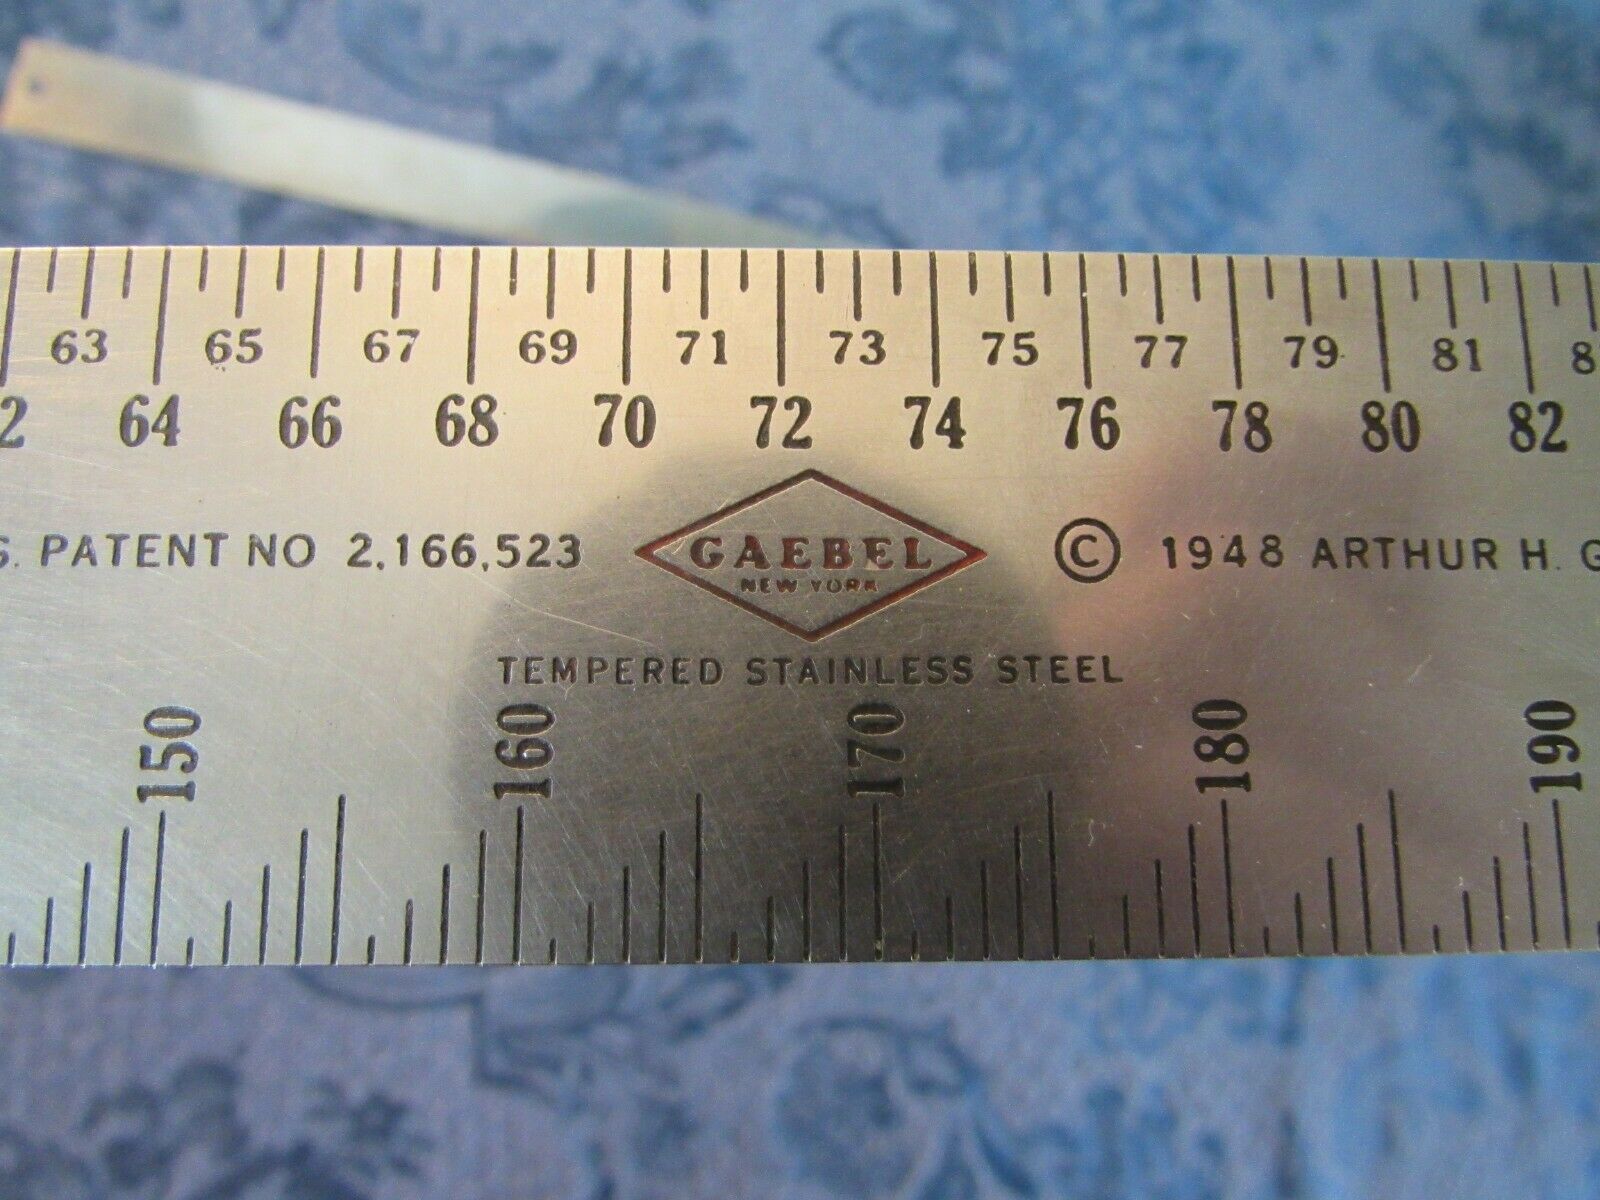 63 65 67 69 71 73 75 77 79 81
64 66 68 70 72 74 76 78 80 82
S. PATENT NO 2,166,523 GAEBEL © 1948 ARTHUR H. G
NEW YORK
TEMPERED STAINLESS STEEL
150 160 170 180 190